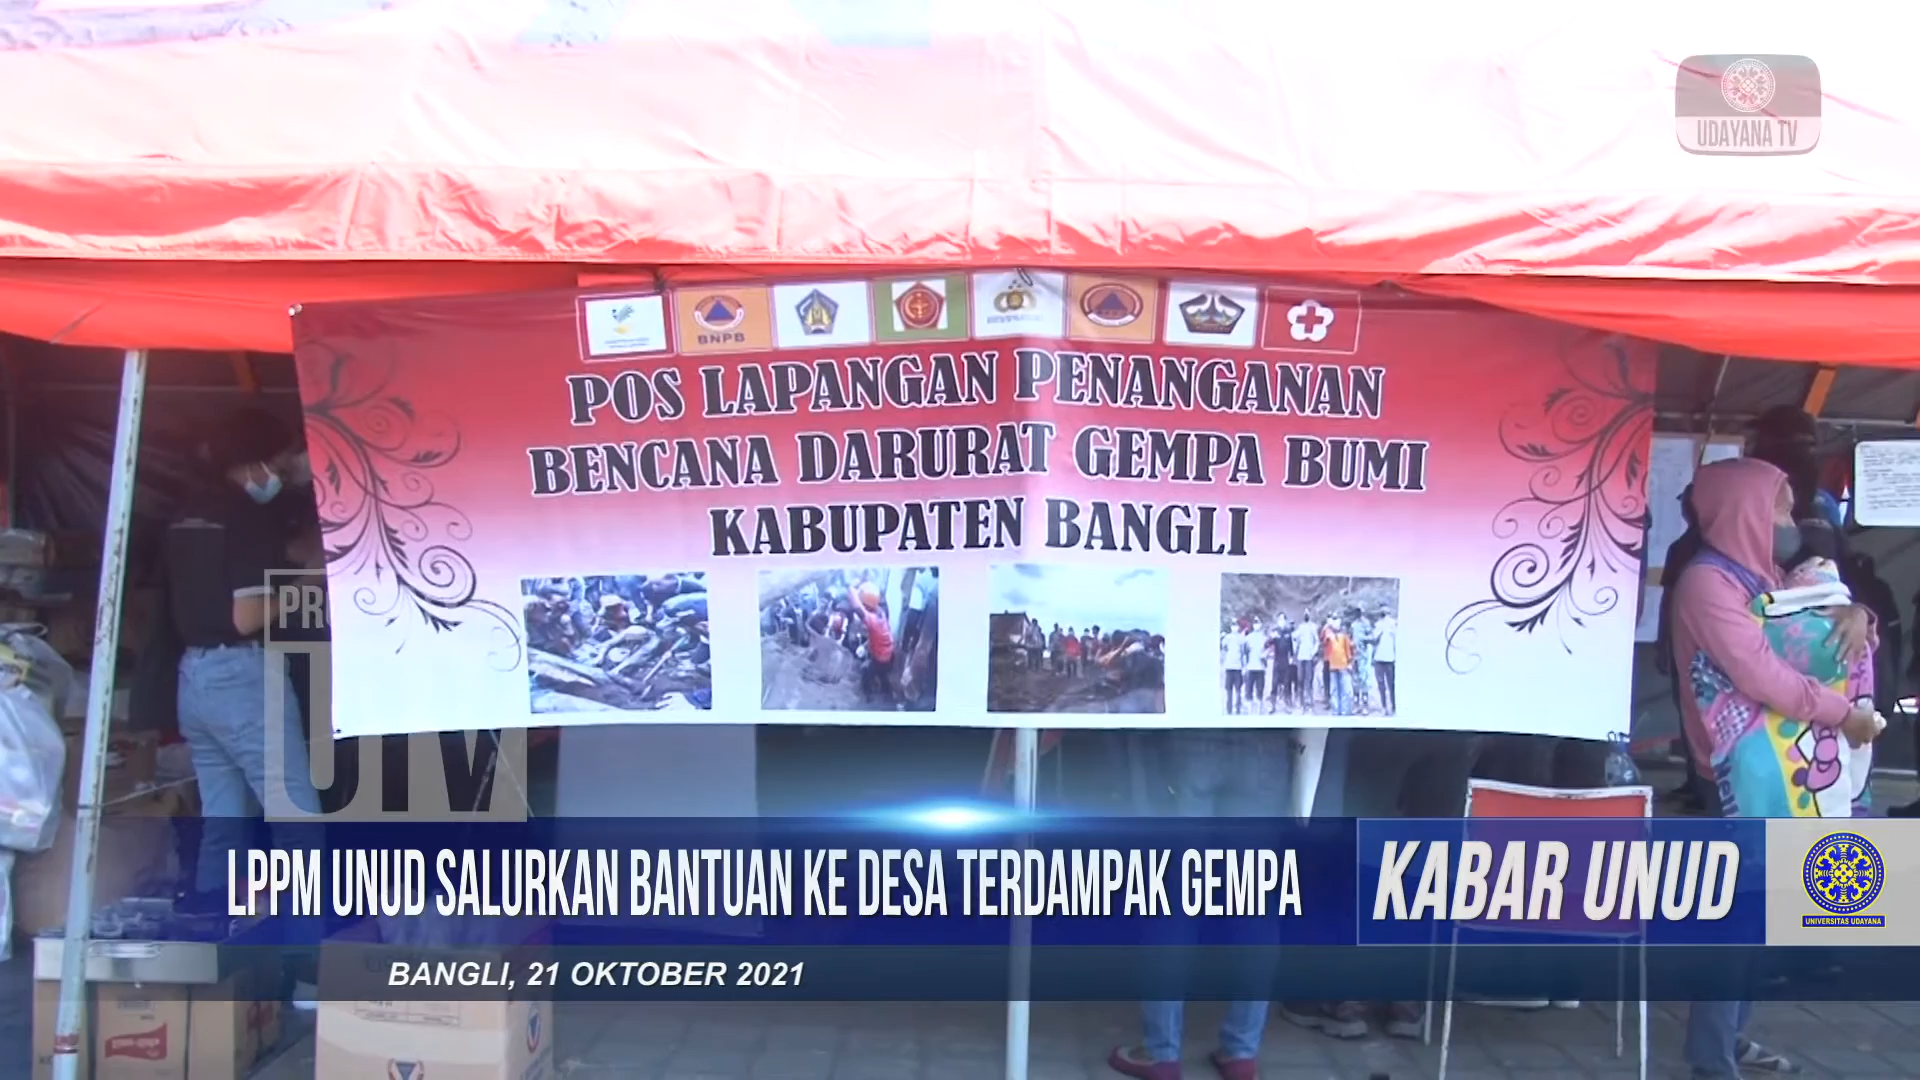 UDAYANA TV
BNPB
POS LAPANGAN PENANGANAN
BENCANA DARURAT GEMPA BUMI
KABUPATEN BANGLI
UTV
LPPM UNUD SALURKAN BANTUAN KE DESA TERDAMPAK GEMPA
KABAR UNUD
UNIVERSITAS UDAYANA
BANGLI, 21 OKTOBER 2021